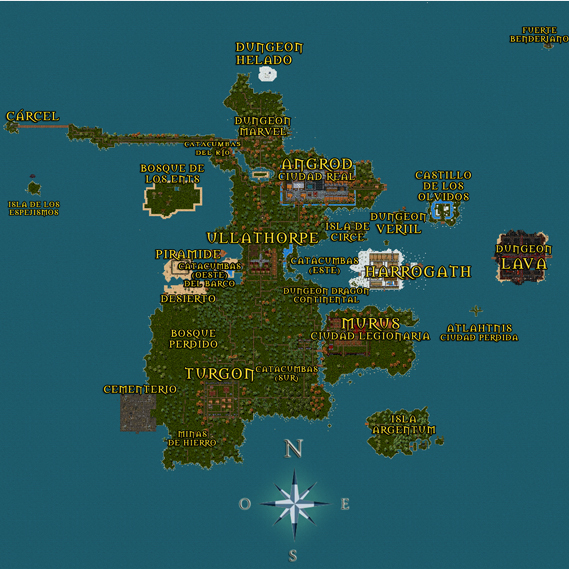 FUERTE
BENDERIANO
DUNGEON
HELADO
CÁRCEL
DUNGEON
MARVEL
CATACUMBAS
DEL RÍO
BOSQUE DE
LOS ENTS
ANGROD
CIUDAD REAL
CASTILLO
DE LOS
OLVIDOS
ISLA DE LOS
ESPEJISMOS
ISLA DE
CIRCE
DUNGEON
VERJIL
ULLATHORPE
PIRAMIDE
CATACUMBAS
(OESTE)
DEL BARCO
CATACUMBAS
(ESTE)
HARROGATH
DUNGEON
LAVA
DESIERTO
DUNGEON DRAGON
CONTINENTAL
MURUS
CIUDAD LEGIONARIA
ATLAHTNIS
CIUDAD PERDIDA
BOSQUE
PERDIDO
TURGON
CATACUMBAS
(SUR)
CEMENTERIO
ISLA
ARGENTUM
MINAS
DE HIERRO
N
O
E
S